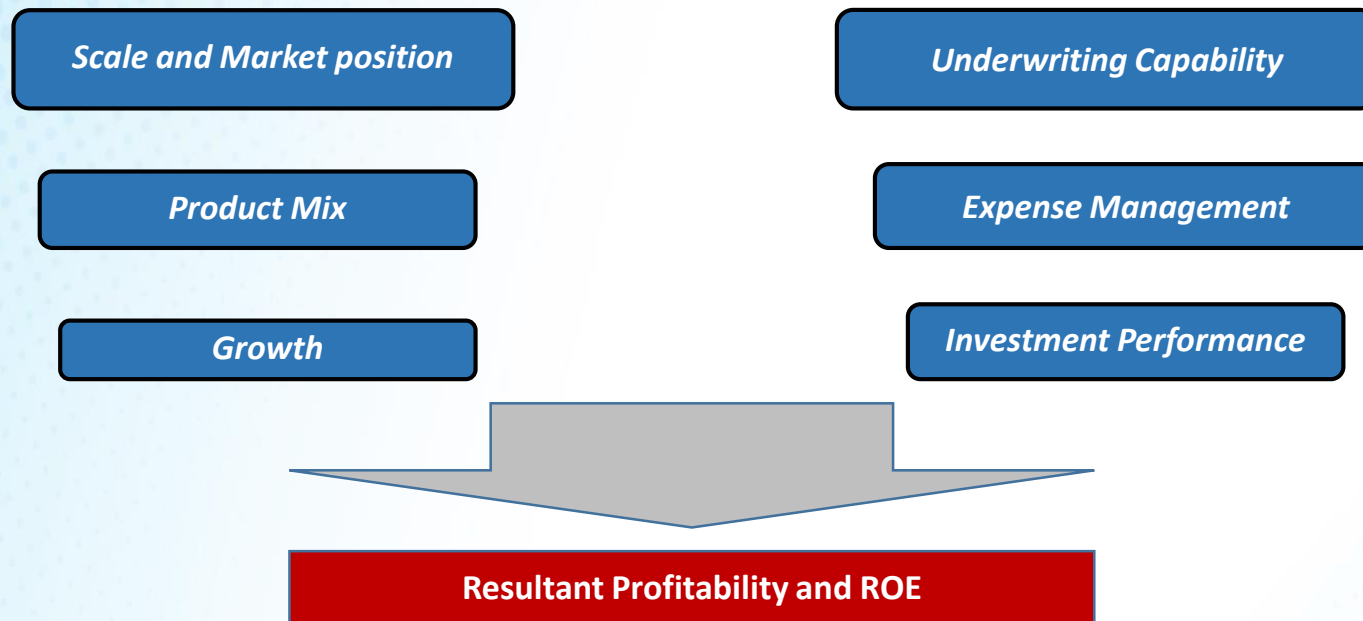 Scale and Market position
Underwriting Capability
Product Mix
Expense Management
Growth
Investment Performance
Resultant Profitability and ROE